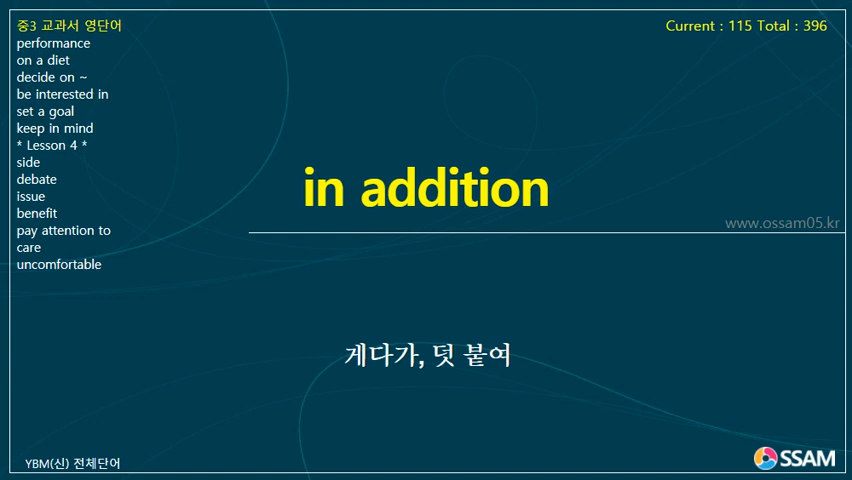 중3 교과서 영단어
performance
on a diet
decide on ~
be interested in
set a goal
keep in mind
* Lesson 4 *
side
debate
issue
benefit
pay attention to
care
uncomfortable
Current : 115 Total : 396
in addition
www.ossam05.kr
게다가, 덧 붙여
YBM(신) 전체단어
OSSAM